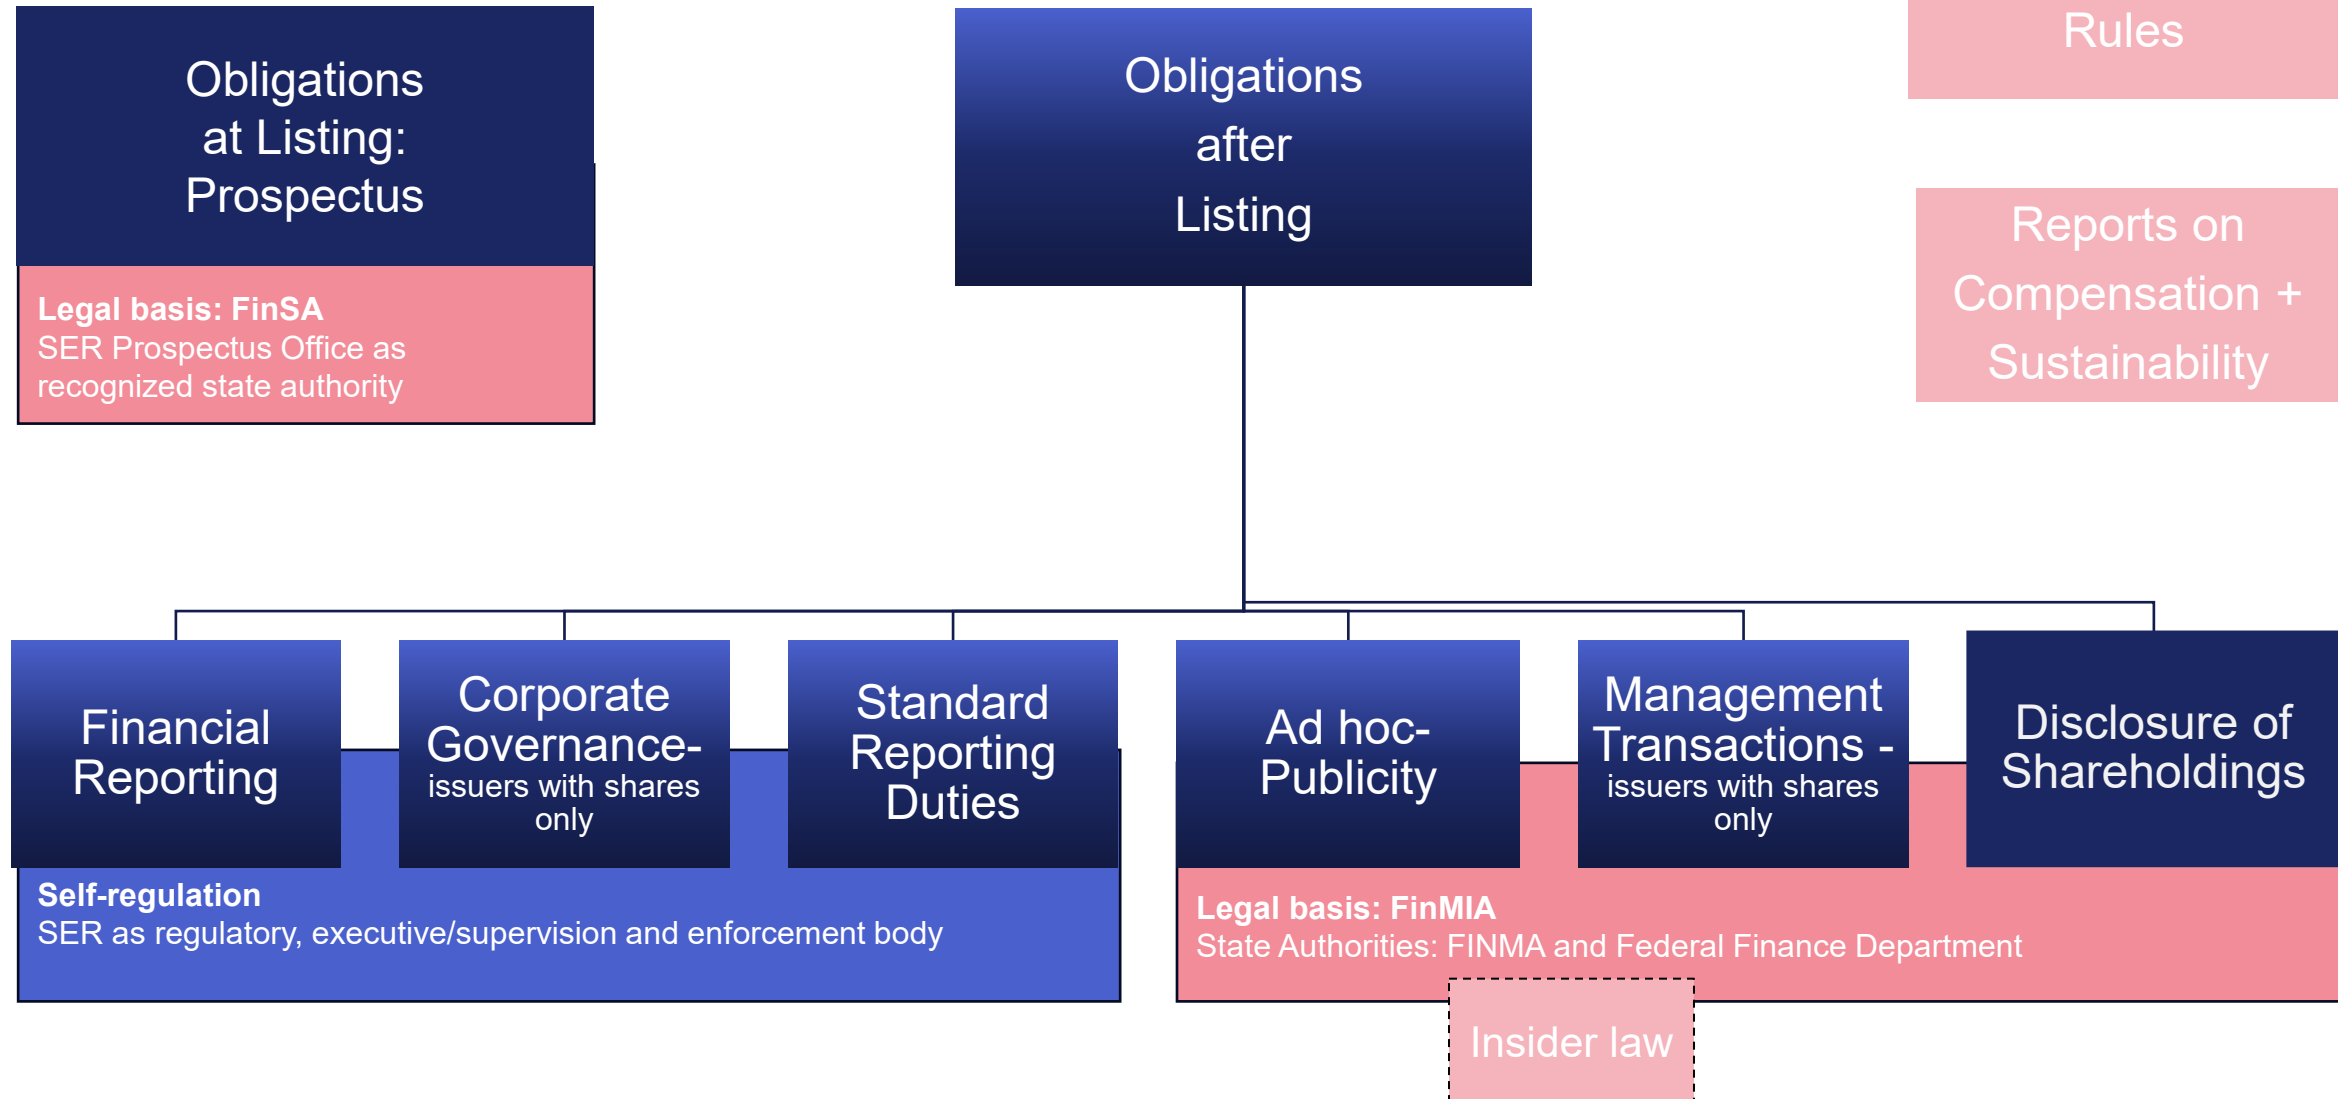 Obligations
at Listing:
Prospectus
Legal basis: FinSA
SER Prospectus Office as
recognized state authority
Obligations
after
Listing
Rules
Reports on
Compensation +
Sustainability
Financial
Reporting
Corporate
Governance-
issuers with shares
only
Standard
Reporting
Duties
Self-regulation
SER as regulatory, executive/supervision and enforcement body
Ad hoc-
Publicity
Management
Transactions -
issuers with shares
only
Disclosure of
Shareholdings
Legal basis: FinMIA
State Authorities: FINMA and Federal Finance Department
Insider law